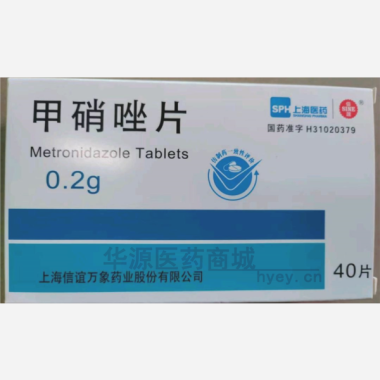 SPH 上海医药
国药准字 H31020379
甲硝唑片
Metronidazole Tablets
0.2g
华源医药商城
hyey.cn
上海信谊万象药业股份有限公司
40片